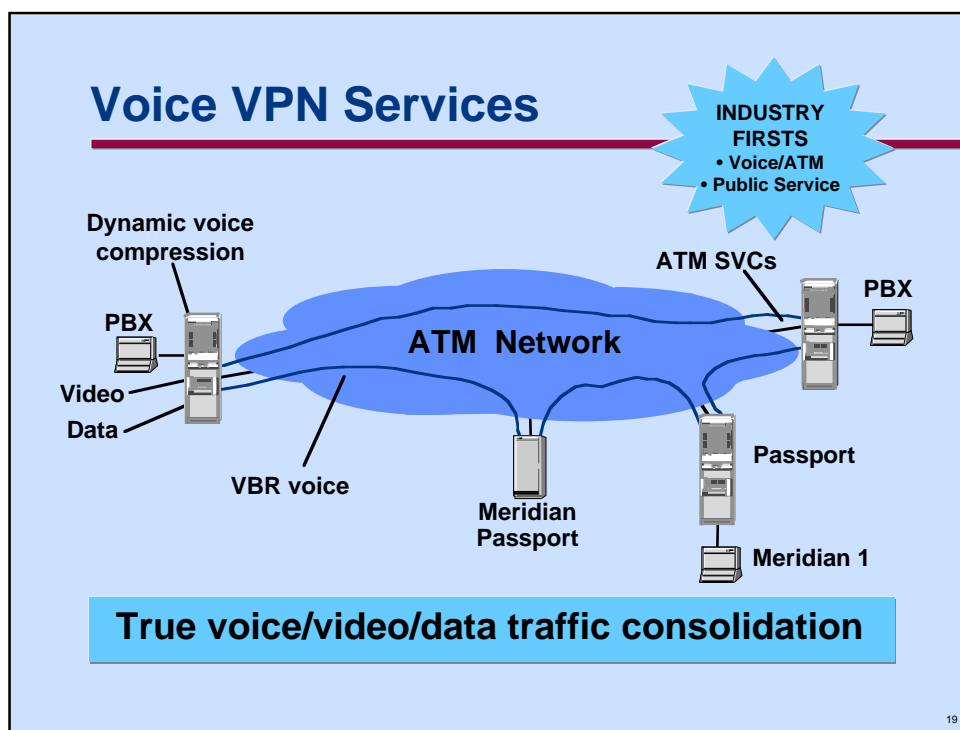 Voice VPN Services
INDUSTRY
FIRSTS
• Voice/ATM
• Public Service
Dynamic voice
compression
ATM SVCs
PBX
PBX
ATM Network
Video
Data
VBR voice
Meridian
Passport
Passport
Meridian 1
True voice/video/data traffic consolidation
19